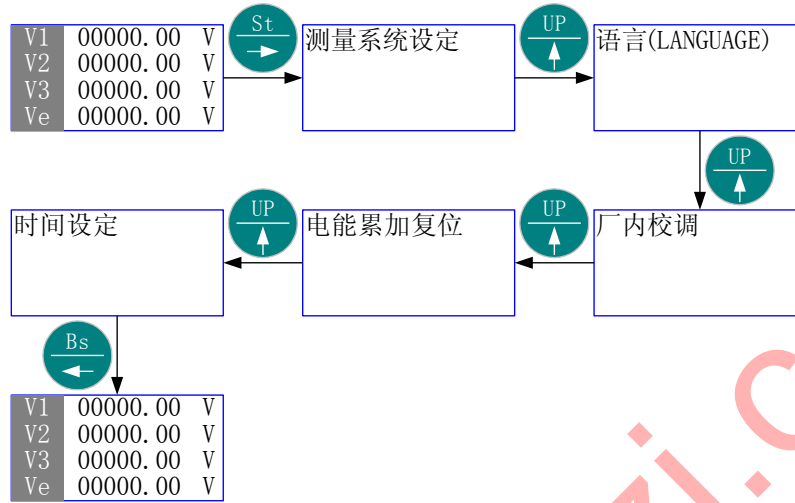 V1 00000.00 V
V2 00000.00 V
V3 00000.00 V
Ve 00000.00 V
St
测量系统设定
UP
语言(LANGUAGE)
UP
厂内校调
UP
电能累加复位
UP
时间设定
Bs
V1 00000.00 V
V2 00000.00 V
V3 00000.00 V
Ve 00000.00 V